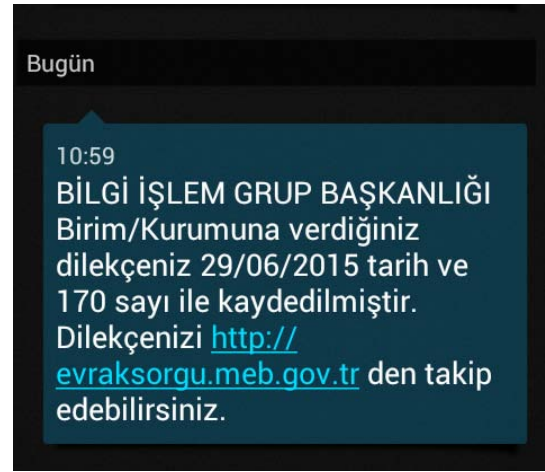 Bugün
10:59
BİLGİ İŞLEM GRUP BAŞKANLIĞI
Birim/Kurumuna verdiğiniz
dilekçeniz 29/06/2015 tarih ve
170 sayı ile kaydedilmiştir.
Dilekçenizi http://
evraksorgu.meb.gov.tr den takip
edebilirsiniz.